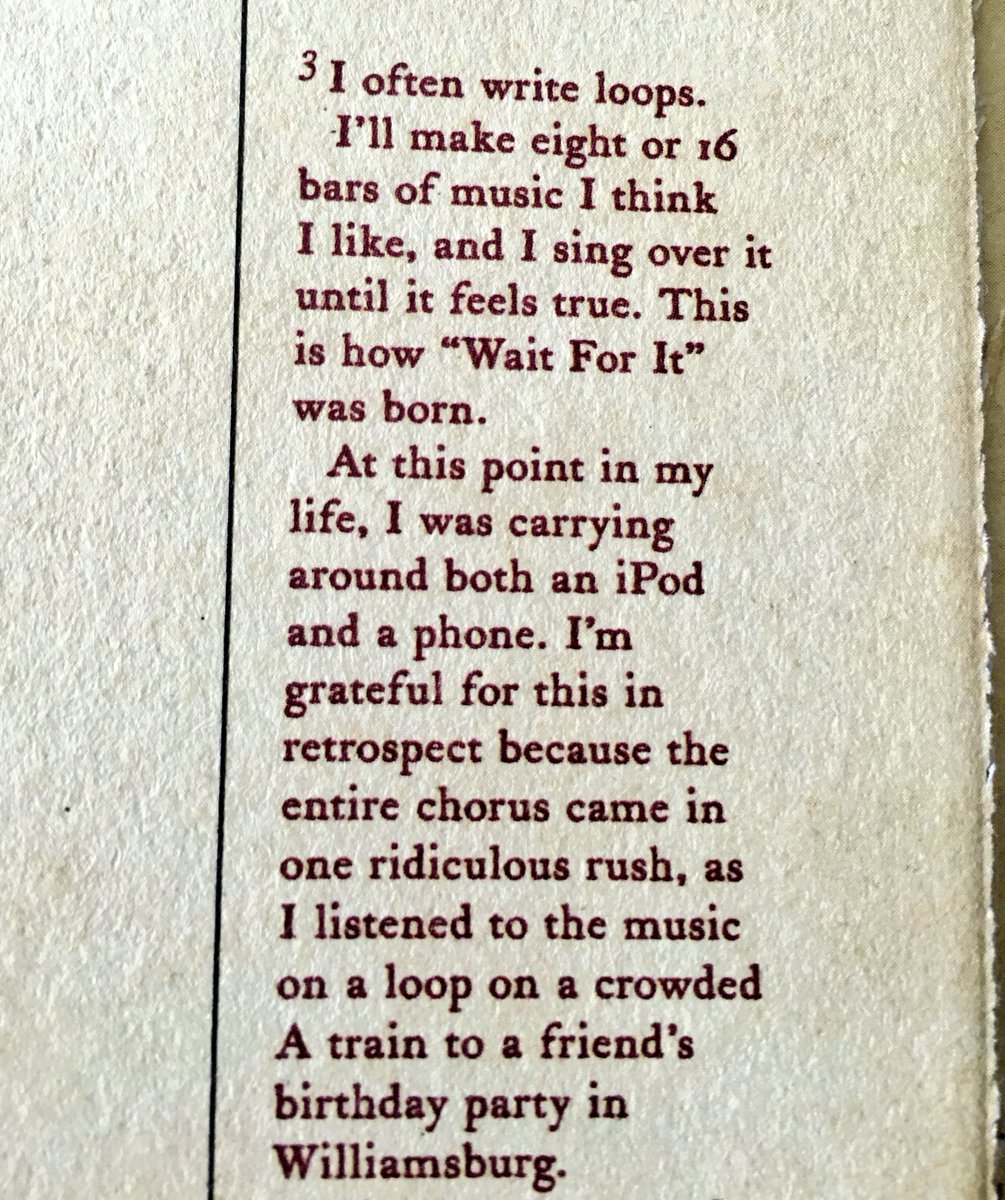 3 I often write loops.
I'll make eight or 16
bars of music I think
I like, and I sing over it
until it feels true. This
is how “Wait For It”
was born.
At this point in my
life, I was carrying
around both an iPod
and a phone. I'm
grateful for this in
retrospect because the
entire chorus came in
one ridiculous rush, as
I listened to the music
on a loop on a crowded
A train to a friend's
birthday party in
Williamsburg.